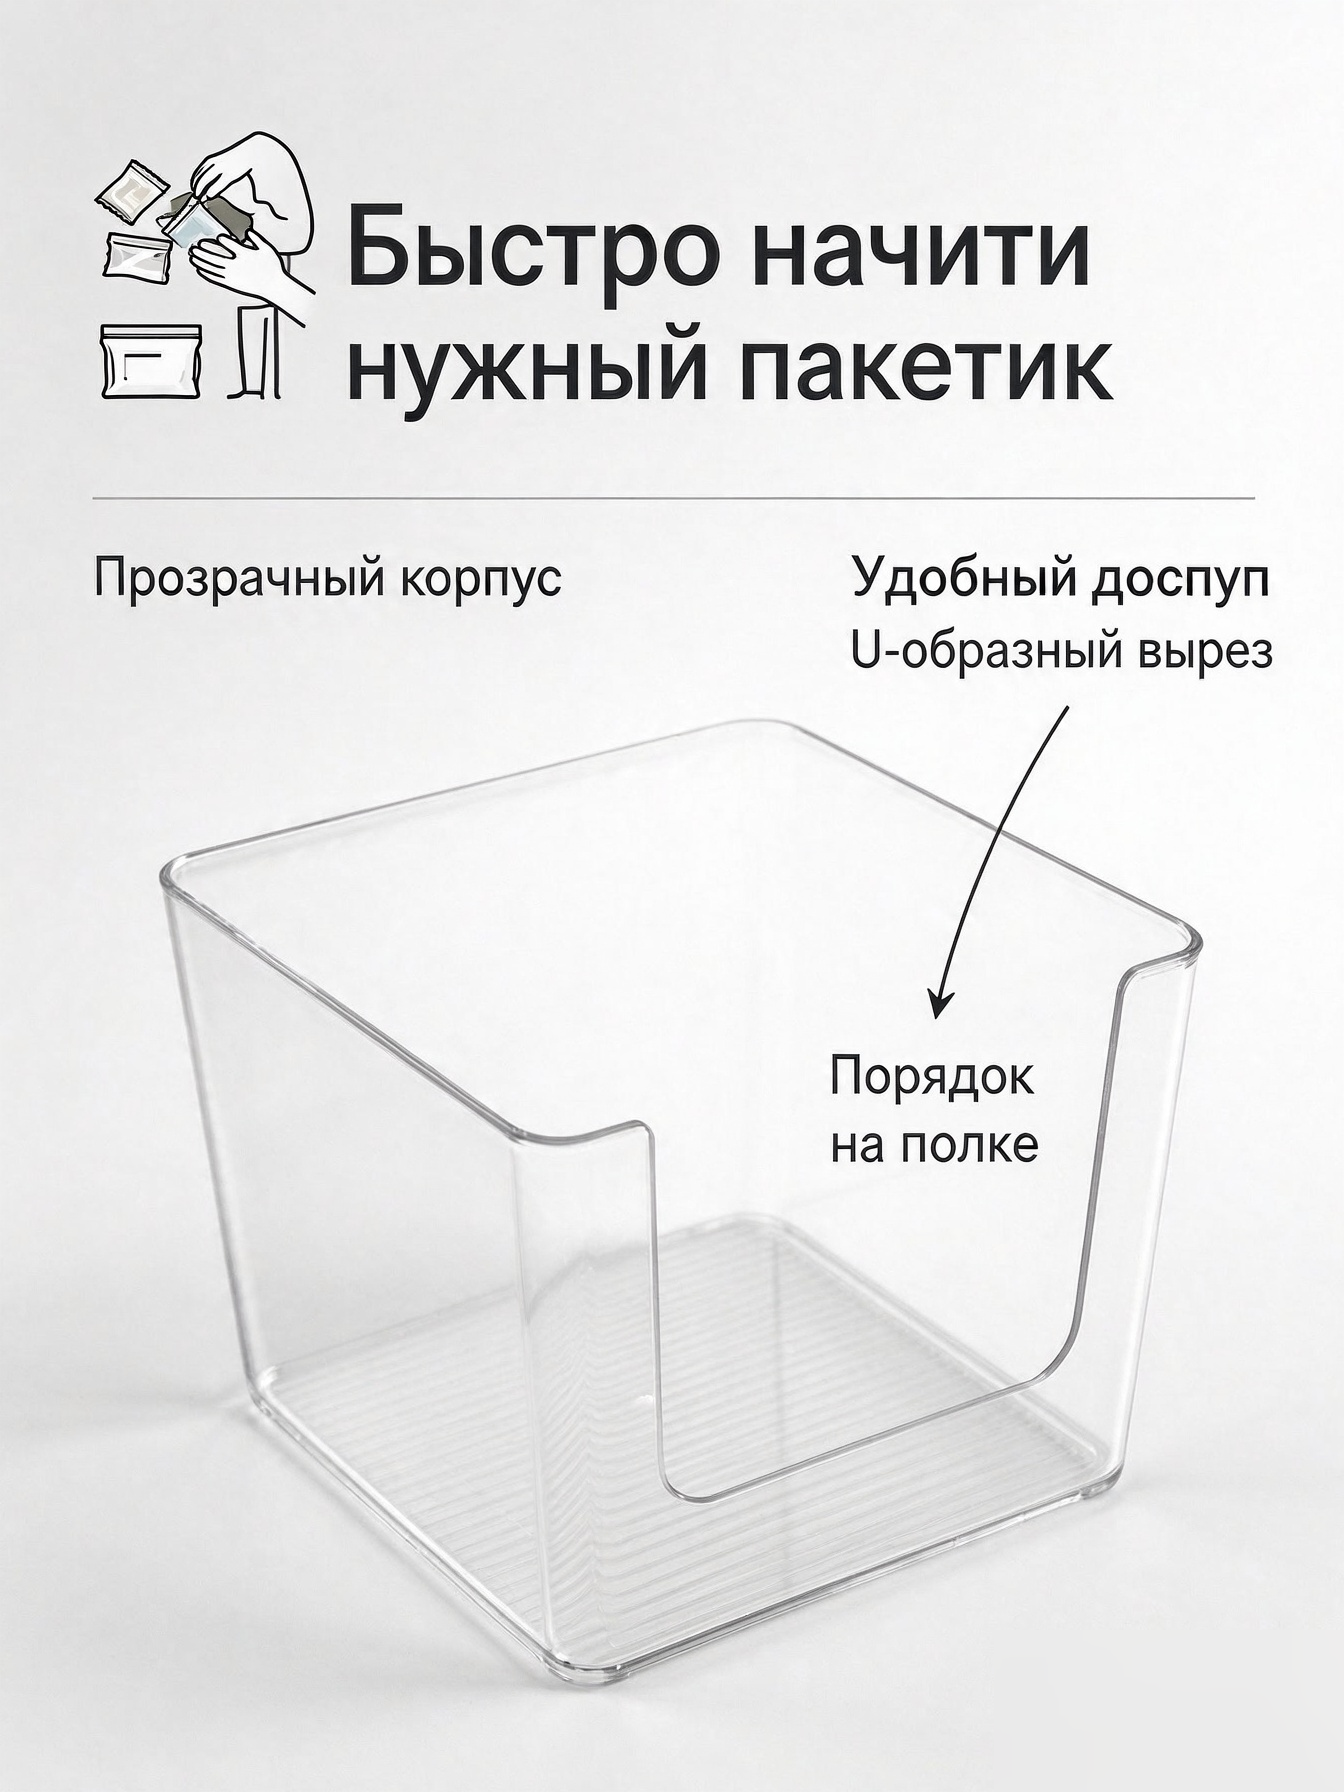 Быстро начити
нужный пакетик
Прозрачный корпус
Удобный доспуп
U-образный вырез
Порядок
на полке